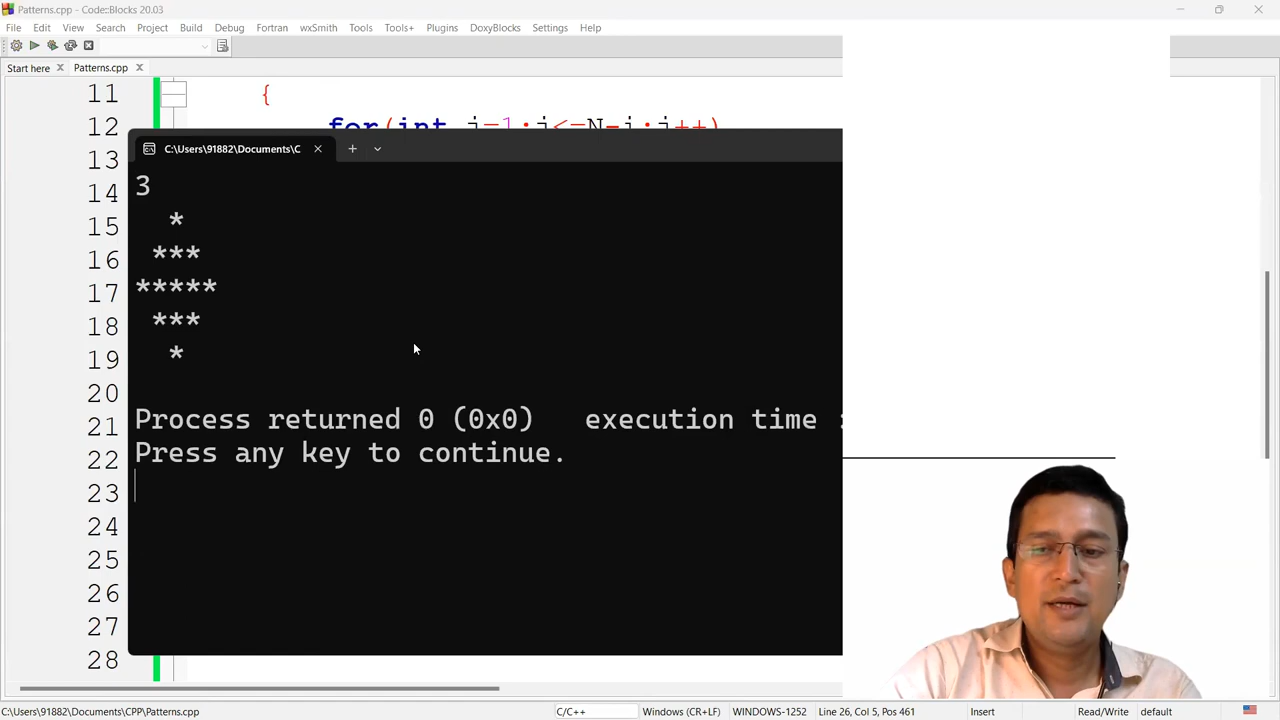 Patterns.cpp - Code::Blocks 20.03
File Edit View Search Project Build Debug Fortran wxSmith Tools Tools+ Plugins DoxyBlocks Settings Help
Start here Patterns.cpp
11 {
12 for(int j=1;j<=N-i;j++)
C:\Users\91882\Documents\C
13
3
14
*
15
***
16
*****
17
***
18
*
19
20
Process returned 0 (0x0) execution time :
21
Press any key to continue.
22
23
24
25
26
27
28
C:\Users\91882\Documents\CPP\Patterns.cpp C/C++ Windows (CR+LF) WINDOWS-1252 Line 26, Col 5, Pos 461 Insert Read/Write default